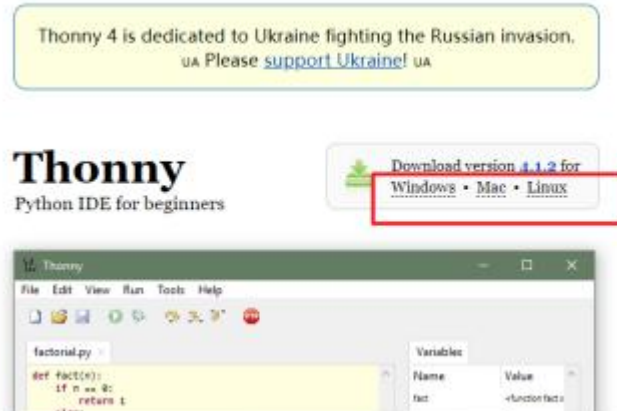 Thonny 4 is dedicated to Ukraine fighting the Russian invasion.
UA Please support Ukraine! UA
Thonny
Python IDE for beginners
Download version 4.1.2 for
Windows • Mac • Linux
Thonny
File Edit View Run Tools Help
factorial.py
Variables
def fact(n):
Name Value
if n == 0:
fact <function fact a
return 1